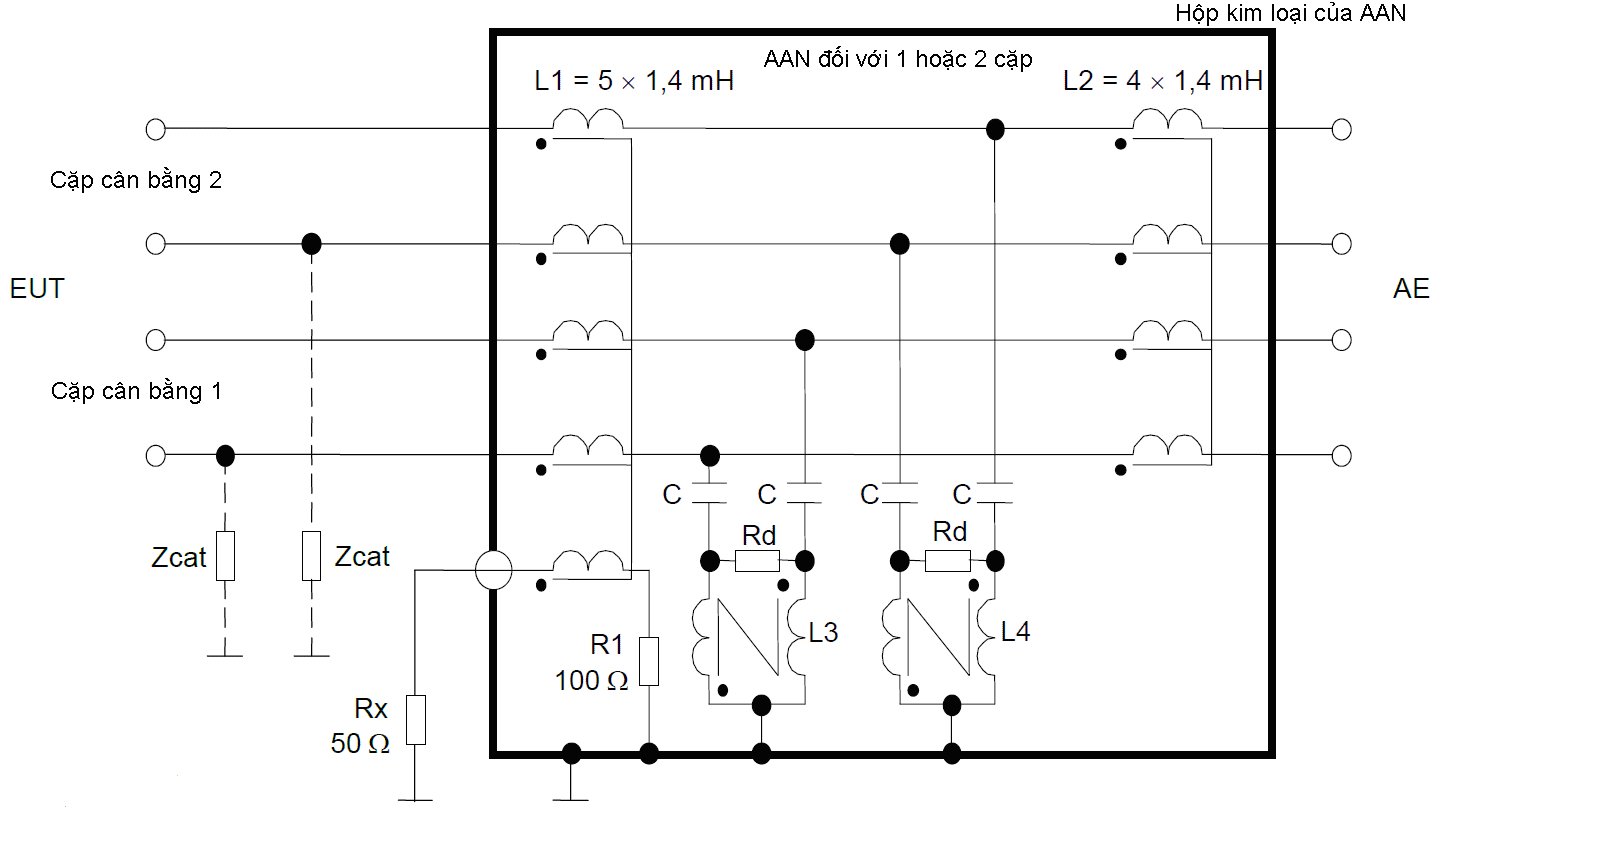 Hộp kim loại của AAN
AAN đối với 1 hoặc 2 cặp
L1 = 5 × 1,4 mH
L2 = 4 × 1,4 mH
Cặp cân bằng 2
EUT
AE
Cặp cân bằng 1
C
C
C
C
Rd
Rd
Zcat
Zcat
L3
L4
R1
100 Ω
Rx
50 Ω